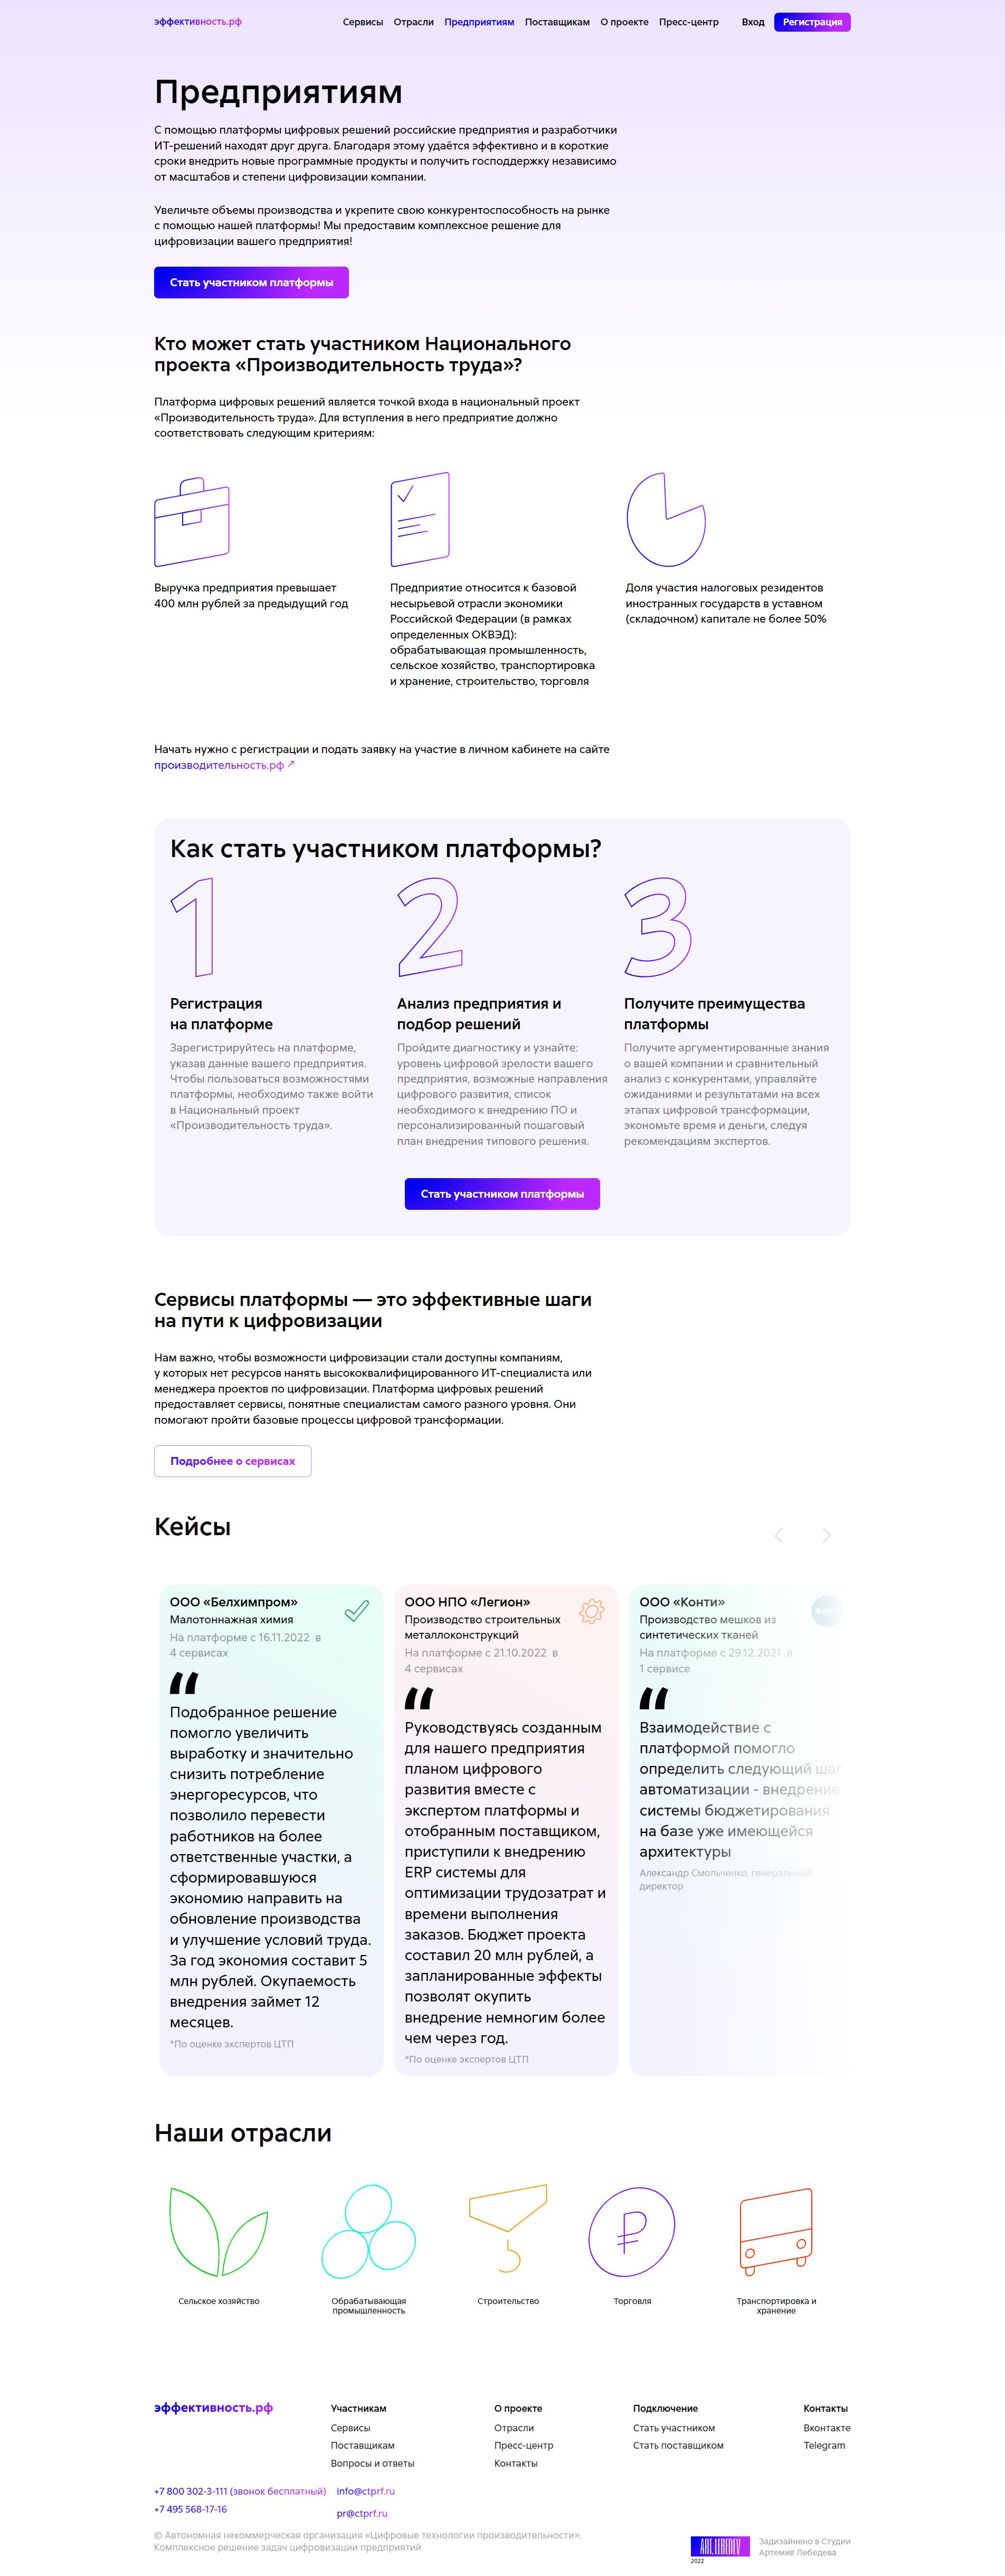 эффективность.рф
Сервисы Отрасли Предприятиям Поставщикам О проекте Пресс-центр Вход Регистрация
Предприятиям
С помощью платформы цифровых решений российские предприятия и разработчики
ИТ-решений находят друг друга. Благодаря этому удаётся эффективно и в короткие
сроки внедрить новые программные продукты и получить господдержку независимо
от масштабов и степени цифровизации компании.
Увеличьте объемы производства и укрепите свою конкурентоспособность на рынке
с помощью нашей платформы! Мы предоставим комплексное решение для
цифровизации вашего предприятия!
Стать участником платформы
Кто может стать участником Национального
проекта «Производительность труда»?
Платформа цифровых решений является точкой входа в национальный проект
«Производительность труда». Для вступления в него предприятие должно
соответствовать следующим критериям:
Выручка предприятия превышает
400 млн рублей за предыдущий год
Предприятие относится к базовой
несырьевой отрасли экономики
Российской Федерации (в рамках
определенных ОКВЭД):
обрабатывающая промышленность,
сельское хозяйство, транспортировка
и хранение, строительство, торговля
Доля участия налоговых резидентов
иностранных государств в уставном
(складочном) капитале не более 50%
Начать нужно с регистрации и подать заявку на участие в личном кабинете на сайте
производительность.рф ↗
Как стать участником платформы?
1
Регистрация
на платформе
Зарегистрируйтесь на платформе,
указав данные вашего предприятия.
Чтобы пользоваться возможностями
платформы, необходимо также войти
в Национальный проект
«Производительность труда».
2
Анализ предприятия и
подбор решений
Пройдите диагностику и узнайте:
уровень цифровой зрелости вашего
предприятия, возможные направления
цифрового развития, список
необходимого к внедрению ПО и
персонализированный пошаговый
план внедрения типового решения.
3
Получите преимущества
платформы
Получите аргументированные знания
о вашей компании и сравнительный
анализ с конкурентами, управляйте
ожиданиями и результатами на всех
этапах цифровой трансформации,
экономьте время и деньги, следуя
рекомендациям экспертов.
Стать участником платформы
Сервисы платформы — это эффективные шаги
на пути к цифровизации
Нам важно, чтобы возможности цифровизации стали доступны компаниям,
у которых нет ресурсов нанять высококвалифицированного ИТ-специалиста или
менеджера проектов по цифровизации. Платформа цифровых решений
предоставляет сервисы, понятные специалистам самого разного уровня. Они
помогают пройти базовые процессы цифровой трансформации.
Подробнее о сервисах
Кейсы
ООО «Белхимпром»
Малотоннажная химия
На платформе с 16.11.2022 в
4 сервисах
“
Подобранное решение
помогло увеличить
выработку и значительно
снизить потребление
энергоресурсов, что
позволило перевести
работников на более
ответственные участки, а
сформировавшуюся
экономию направить на
обновление производства
и улучшение условий труда.
За год экономия составит 5
млн рублей. Окупаемость
внедрения займет 12
месяцев.
*По оценке экспертов ЦТП
ООО НПО «Легион»
Производство строительных
металлоконструкций
На платформе с 21.10.2022 в
4 сервисах
“
Руководствуясь созданным
для нашего предприятия
планом цифрового
развития вместе с
экспертом платформы и
отобранным поставщиком,
приступили к внедрению
ERP системы для
оптимизации трудозатрат и
времени выполнения
заказов. Бюджет проекта
составил 20 млн рублей, а
запланированные эффекты
позволят окупить
внедрение немногим более
чем через год.
*По оценке экспертов ЦТП
ООО «Конти»
Производство мешков из
синтетических тканей
На платформе с 29.12.2021 в
1 сервисе
“
Взаимодействие с
платформой помогло
определить следующий шаг
автоматизации - внедрение
системы бюджетирования
на базе уже имеющейся
архитектуры
Александр Смольченко, генеральный
директор
Наши отрасли
Сельское хозяйство
Обрабатывающая
промышленность
Строительство
Торговля
Транспортировка и
хранение
эффективность.рф
Участникам
Сервисы
Поставщикам
Вопросы и ответы
О проекте
Отрасли
Пресс-центр
Контакты
Подключение
Стать участником
Стать поставщиком
Контакты
Вконтакте
Telegram
+7 800 302-3-111 (звонок бесплатный)
+7 495 568-17-16
info@ctprf.ru
pr@ctprf.ru
© Автономная некоммерческая организация «Цифровые технологии производительности».
Комплексное решение задач цифровизации предприятий
ART. LEBEDEV
2022
Задизайнено в Студии
Артемия Лебедева